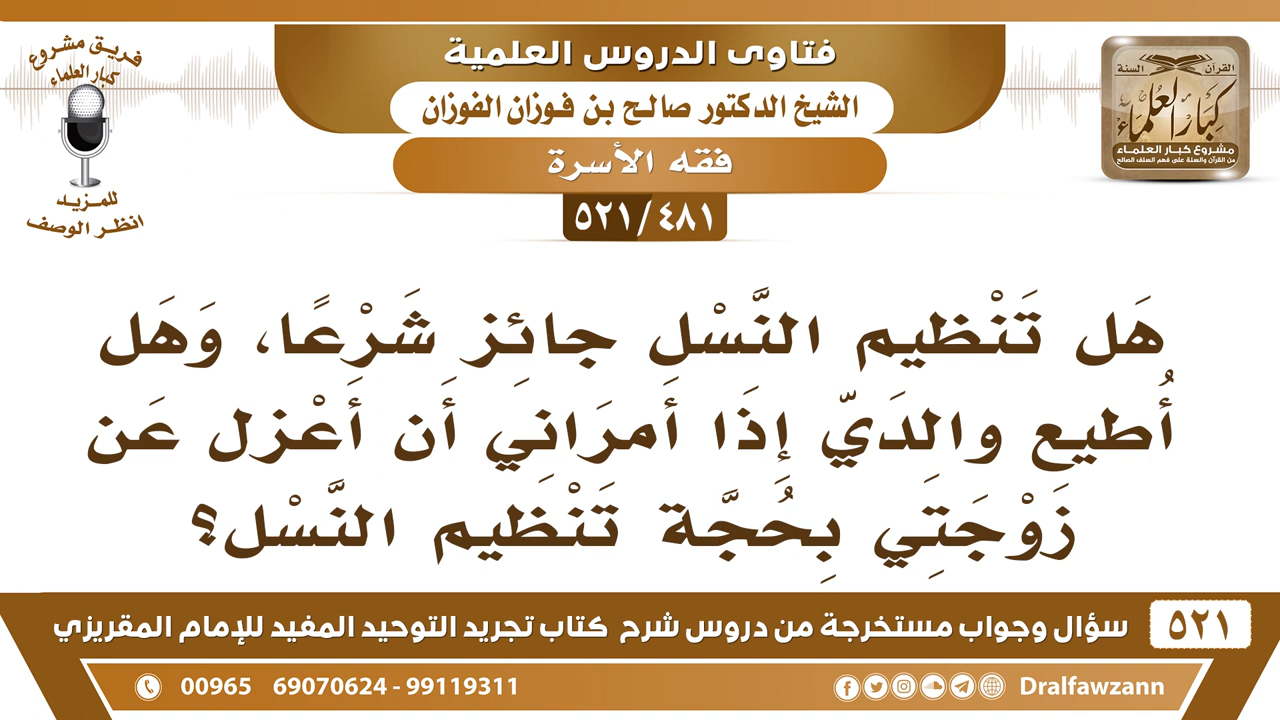 فريق مشروع
كبار العلماء
للمزيد
انظر الوصف
فتاوى الدروس العلمية
الشيخ الدكتور صالح بن فوزان الفوزان
فقه الأسرة
٥٢١/٤٨١
القرآن السنة
كبار العلماء
مشروع كبار العلماء
من القرآن والسنة على فهم السلف الصالح
هَل تَنْظيم النَّسْل جائز شَرْعًا، وَهَل
أُطيع والدَيّ إِذَا أَمرَانِي أَن أَعْزل عَن
زَوْجَتِي بِحُجَّة تَنْظيم النَّسْل؟
٥٢١ سؤال وجواب مستخرجة من دروس شرح كتاب تجريد التوحيد المفيد للإمام المقريزي
00965 69070624 - 99119311
Dralfawzann